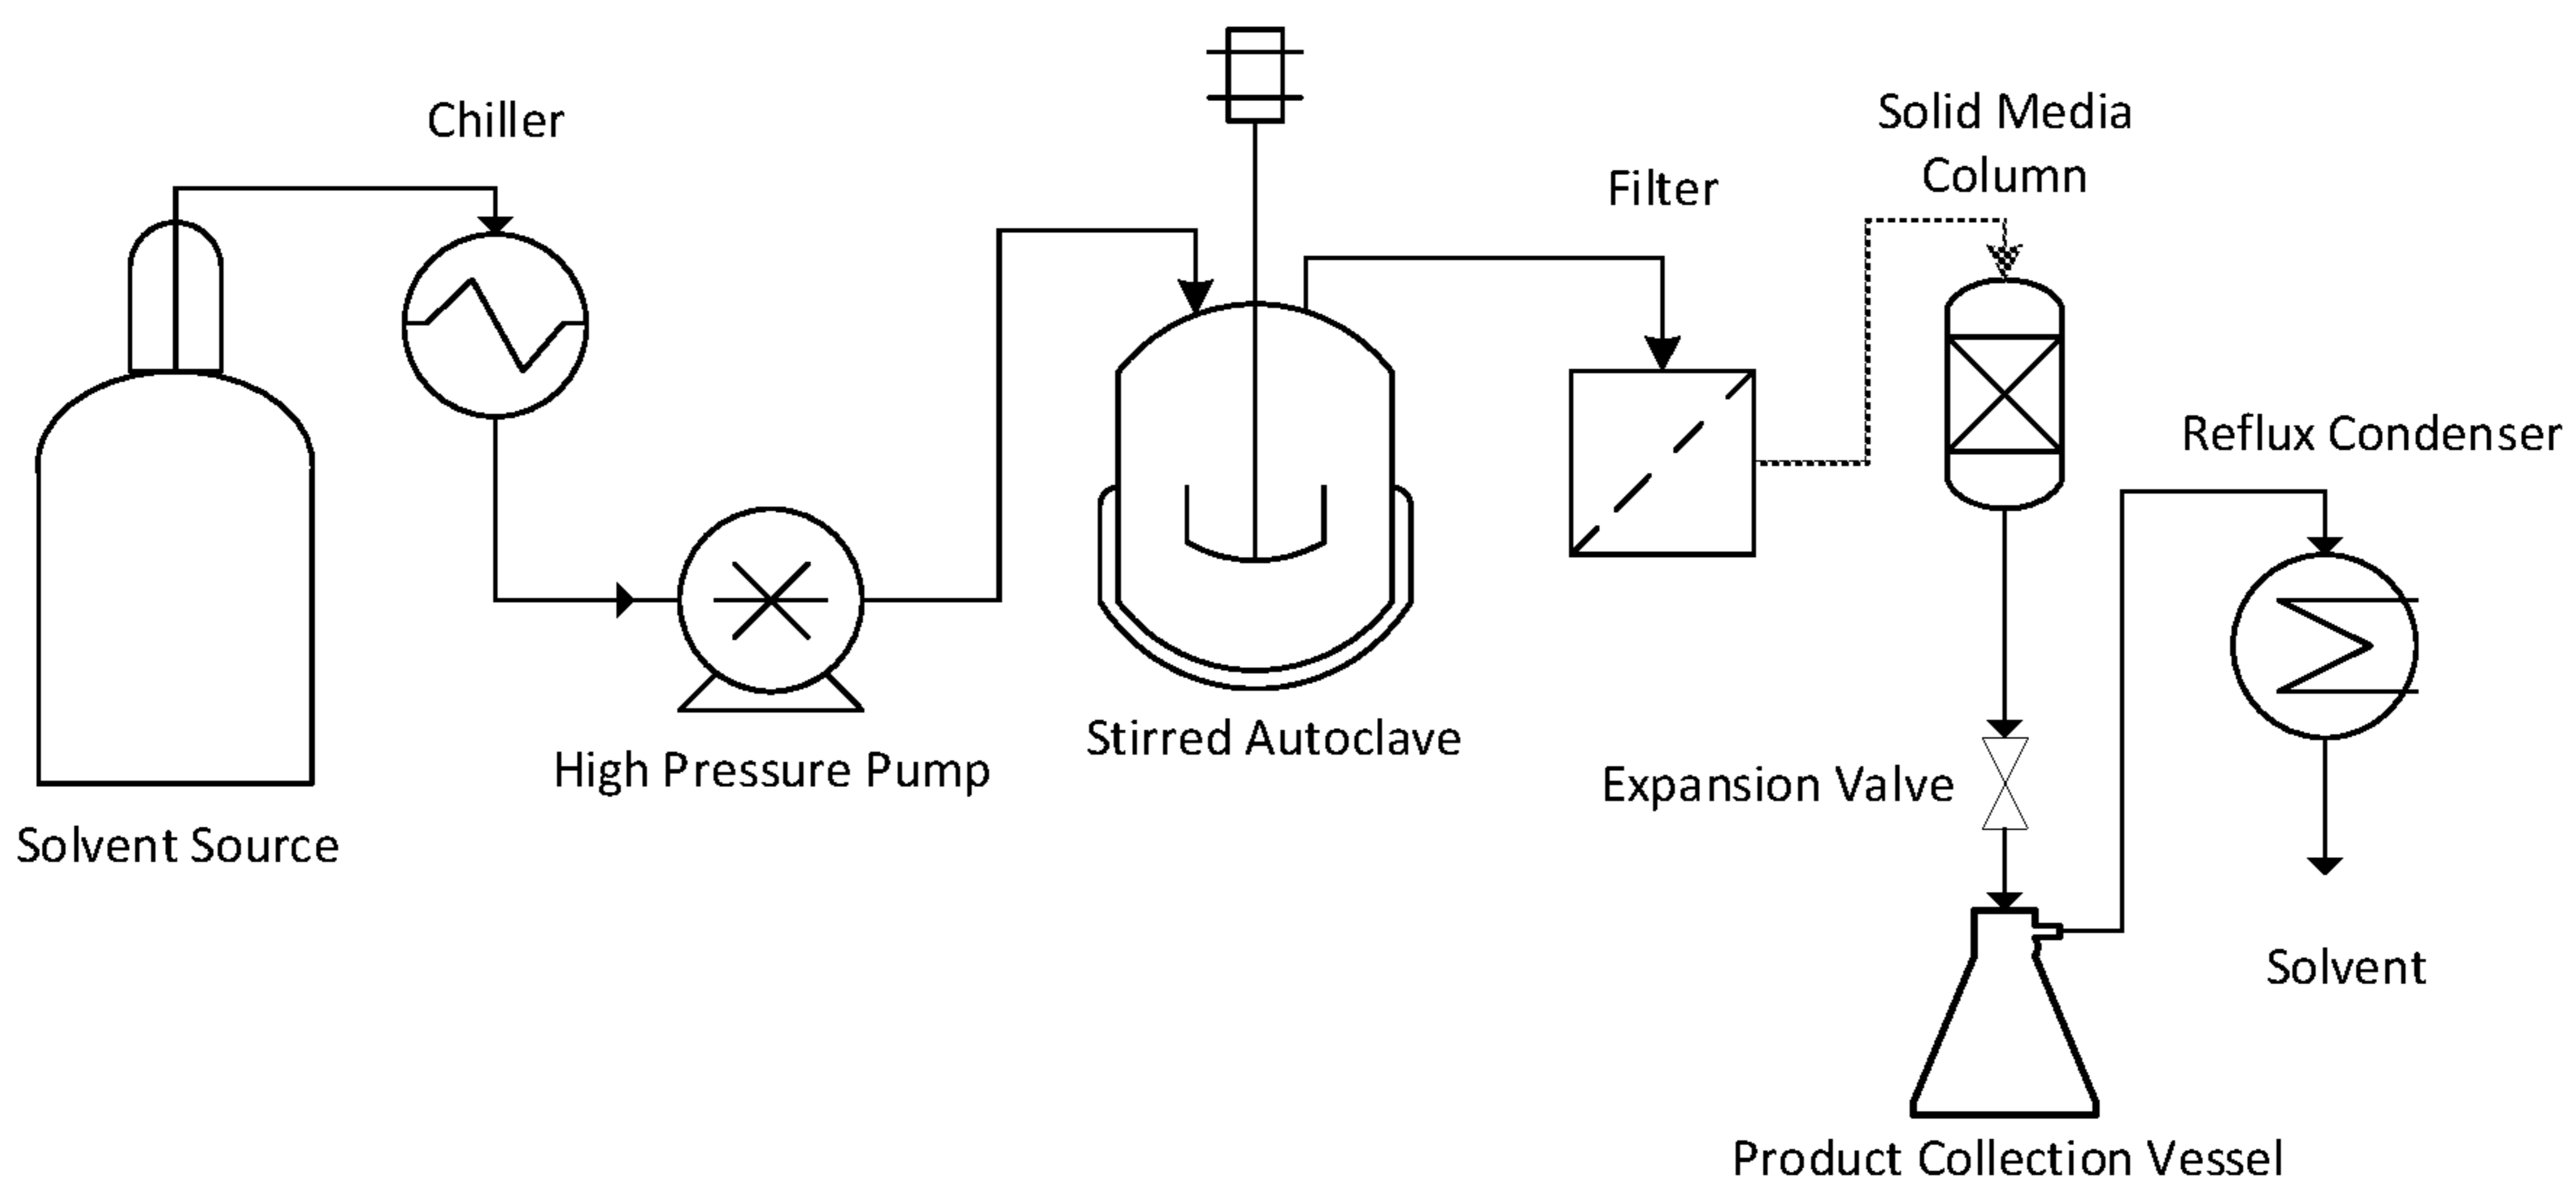 Chiller
Solid Media
Column
Filter
Reflux Condenser
Stirred Autoclave
High Pressure Pump
Expansion Valve
Solvent Source
Solvent
Product Collection Vessel